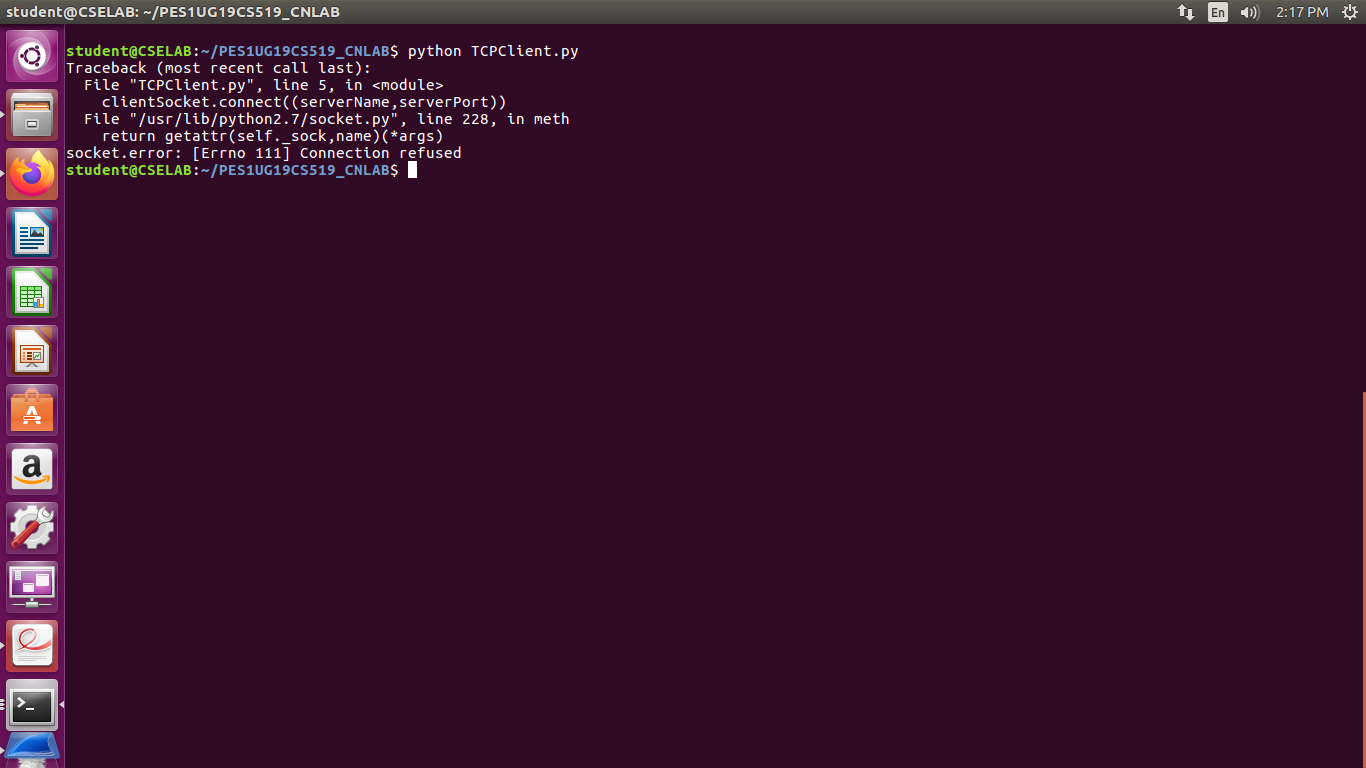 student@CSELAB: ~/PES1UG19CS519_CNLAB
En
2:17 PM
student@CSELAB:~/PES1UG19CS519_CNLAB$ python TCPClient.py
Traceback (most recent call last):
  File "TCPClient.py", line 5, in <module>
    clientSocket.connect((serverName,serverPort))
  File "/usr/lib/python2.7/socket.py", line 228, in meth
    return getattr(self._sock,name)(*args)
socket.error: [Errno 111] Connection refused
student@CSELAB:~/PES1UG19CS519_CNLAB$
A
a
>_